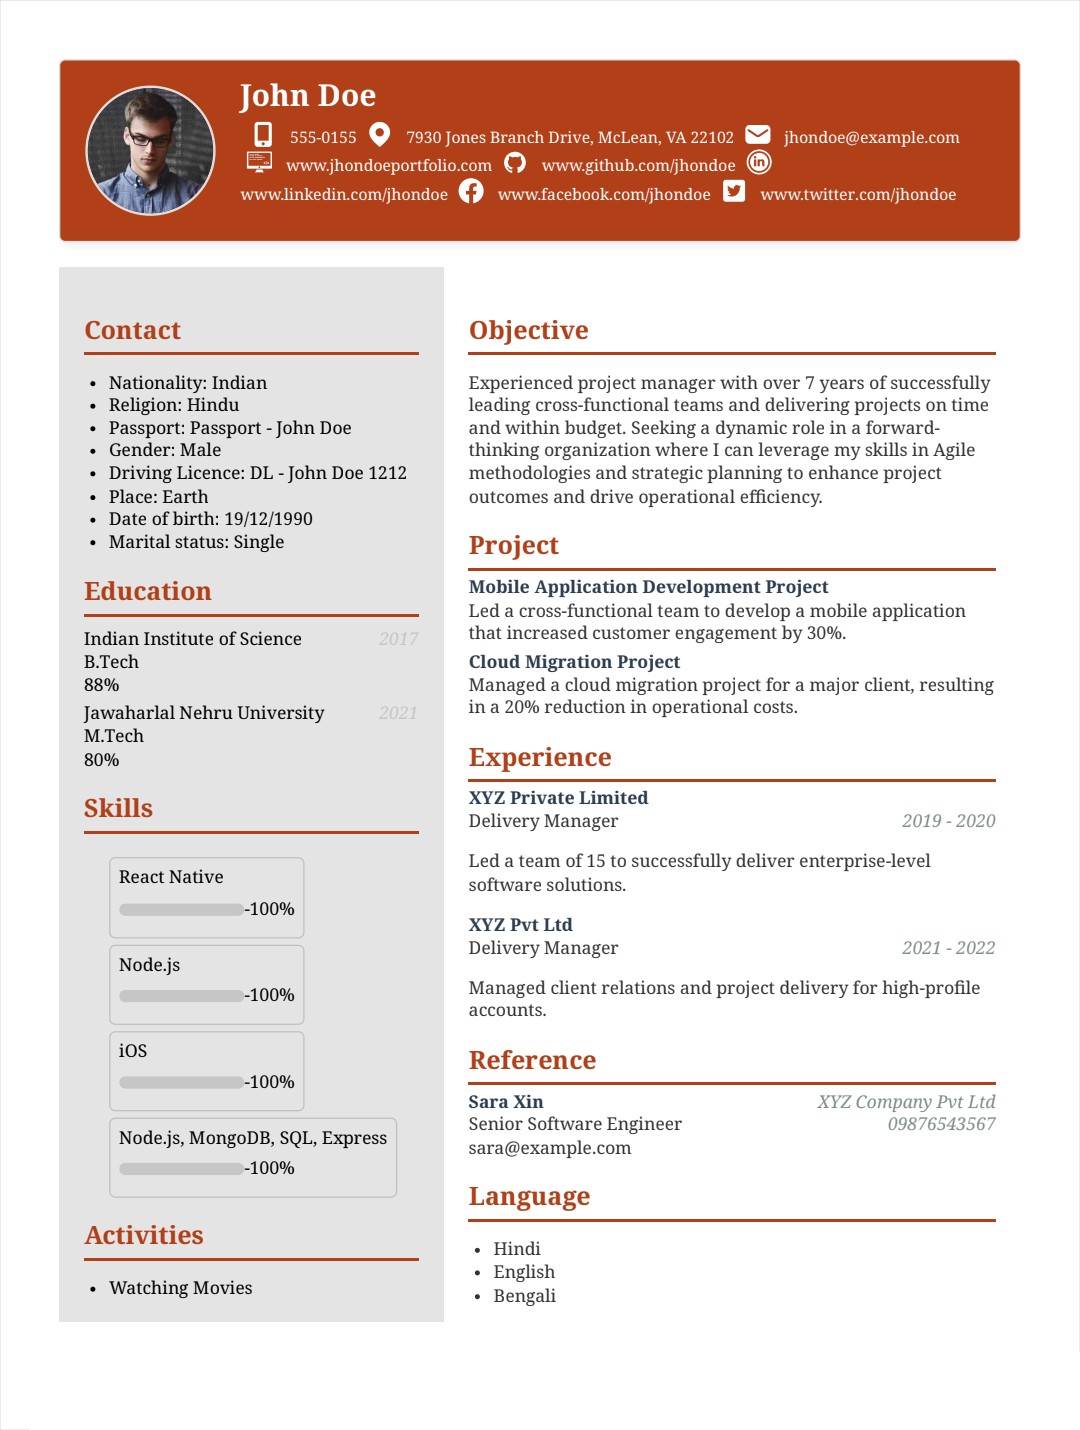 John Doe
555-0155 7930 Jones Branch Drive, McLean, VA 22102 jhondoe@example.com
www.jhondoeportfolio.com www.github.com/jhondoe
www.linkedin.com/jhondoe www.facebook.com/jhondoe www.twitter.com/jhondoe
Contact
• Nationality: Indian
• Religion: Hindu
• Passport: Passport - John Doe
• Gender: Male
• Driving Licence: DL - John Doe 1212
• Place: Earth
• Date of birth: 19/12/1990
• Marital status: Single
Education
Indian Institute of Science 2017
B.Tech
88%
Jawaharlal Nehru University 2021
M.Tech
80%
Skills
React Native
-100%
Node.js
-100%
iOS
-100%
Node.js, MongoDB, SQL, Express
-100%
Activities
• Watching Movies
Objective
Experienced project manager with over 7 years of successfully
leading cross-functional teams and delivering projects on time
and within budget. Seeking a dynamic role in a forward-
thinking organization where I can leverage my skills in Agile
methodologies and strategic planning to enhance project
outcomes and drive operational efficiency.
Project
Mobile Application Development Project
Led a cross-functional team to develop a mobile application
that increased customer engagement by 30%.
Cloud Migration Project
Managed a cloud migration project for a major client, resulting
in a 20% reduction in operational costs.
Experience
XYZ Private Limited
Delivery Manager 2019 - 2020
Led a team of 15 to successfully deliver enterprise-level
software solutions.
XYZ Pvt Ltd
Delivery Manager 2021 - 2022
Managed client relations and project delivery for high-profile
accounts.
Reference
Sara Xin XYZ Company Pvt Ltd
Senior Software Engineer 09876543567
sara@example.com
Language
• Hindi
• English
• Bengali